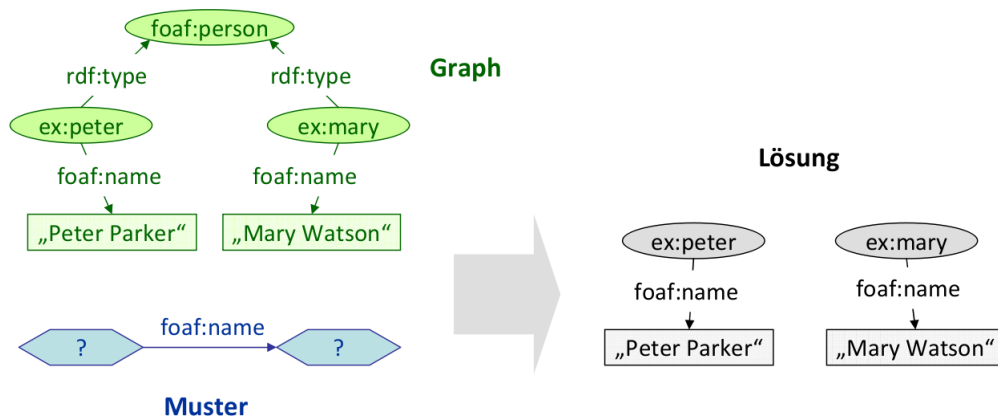 foaf:person
rdf:type
rdf:type
Graph
ex:peter
ex:mary
foaf:name
foaf:name
„Peter Parker“
„Mary Watson“
Lösung
ex:peter
ex:mary
foaf:name
foaf:name
„Peter Parker“
„Mary Watson“
?
foaf:name
?
Muster